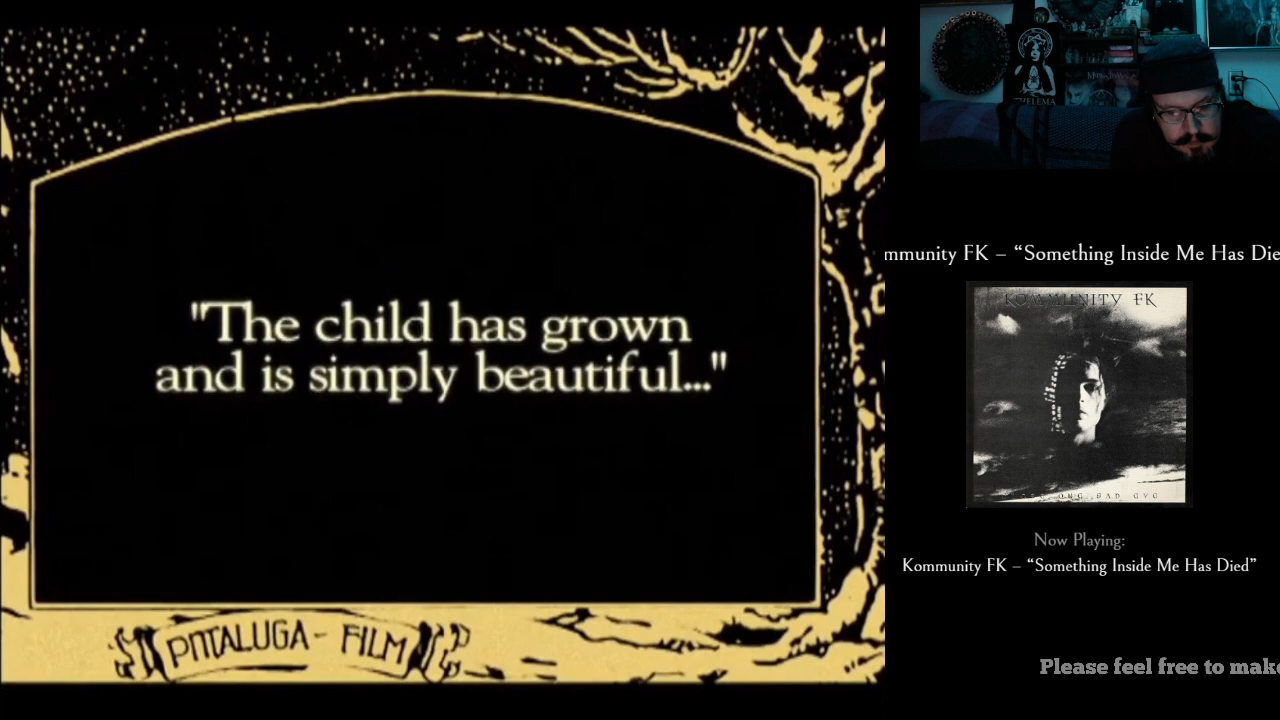 "The child has grown
and is simply beautiful..."
PITTALUGA - FILM
THELEMA
mmunity FK – “Something Inside Me Has Die
KOMMUNITY FK
Now Playing:
Kommunity FK – “Something Inside Me Has Died”
Please feel free to make